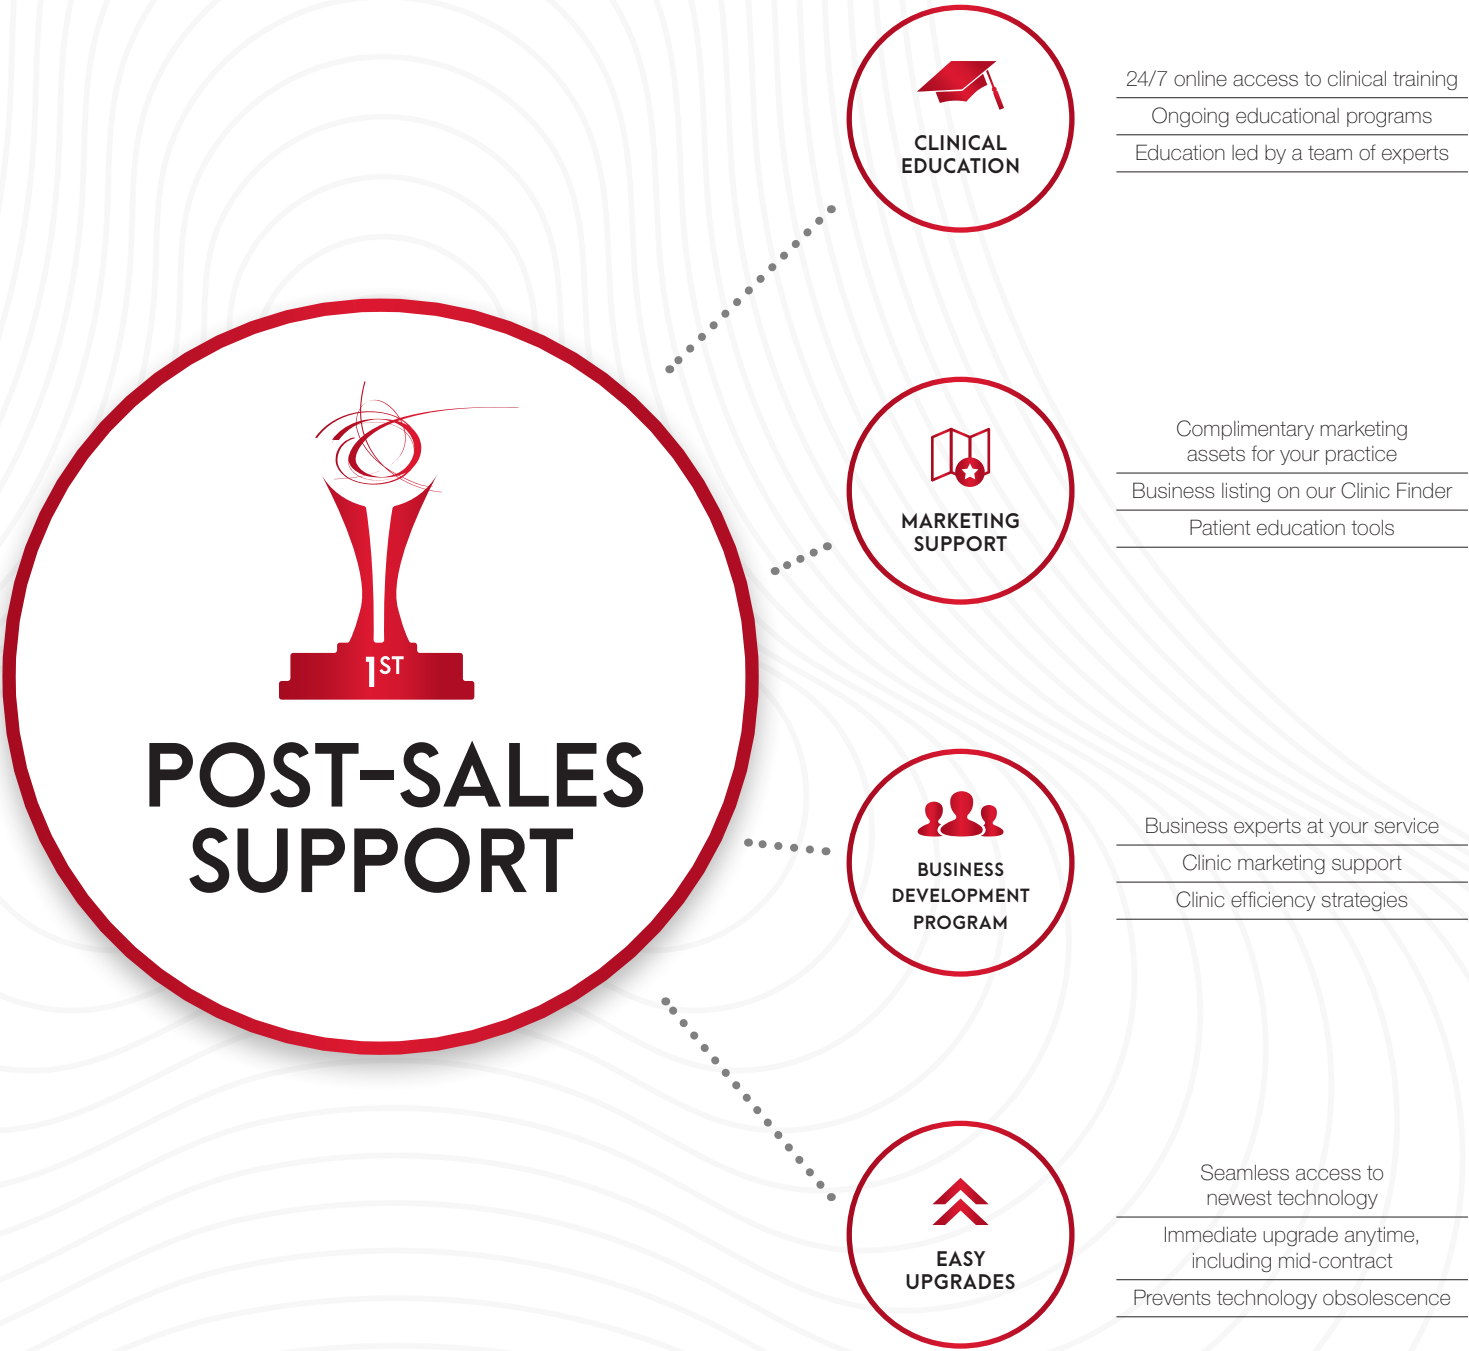 1ST
POST-SALES
SUPPORT
CLINICAL
EDUCATION
24/7 online access to clinical training
Ongoing educational programs
Education led by a team of experts
MARKETING
SUPPORT
Complimentary marketing
assets for your practice
Business listing on our Clinic Finder
Patient education tools
BUSINESS
DEVELOPMENT
PROGRAM
Business experts at your service
Clinic marketing support
Clinic efficiency strategies
EASY
UPGRADES
Seamless access to
newest technology
Immediate upgrade anytime,
including mid-contract
Prevents technology obsolescence